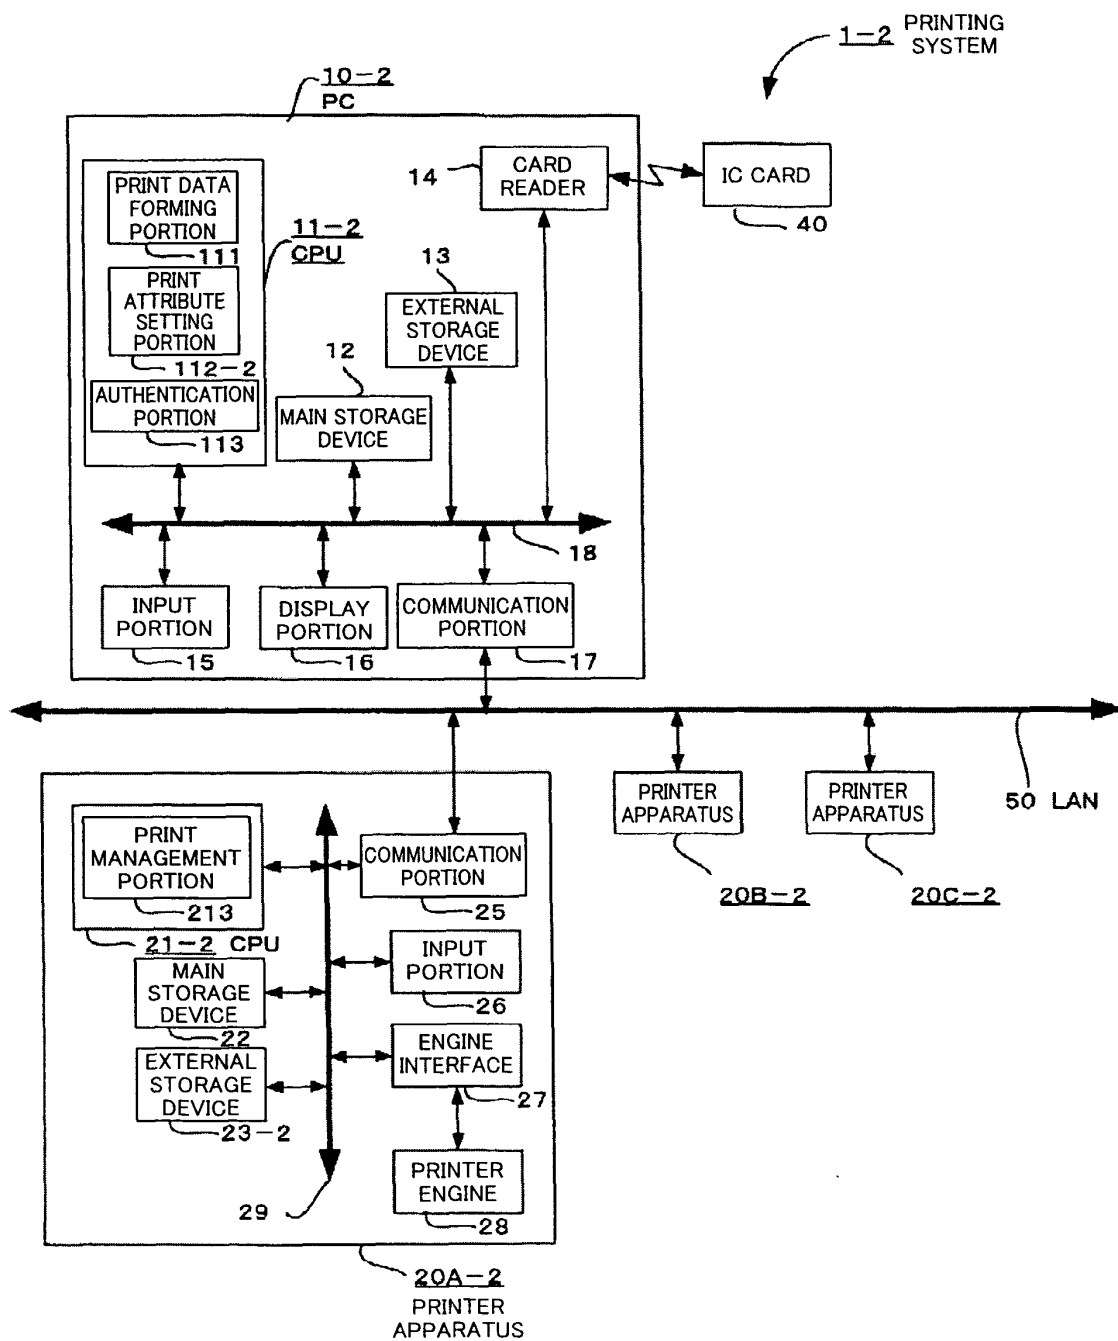 1-2 PRINTING
SYSTEM
10-2
PC
CARD
READER
14
IC CARD
40
PRINT DATA
FORMING
PORTION
111
11-2
CPU
PRINT
ATTRIBUTE
SETTING
PORTION
112-2
AUTHENTICATION
PORTION
113
13
EXTERNAL
STORAGE
DEVICE
12
MAIN STORAGE
DEVICE
18
INPUT
PORTION
15
DISPLAY
PORTION
16
COMMUNICATION
PORTION
17
50 LAN
PRINTER
APPARATUS
20B-2
PRINTER
APPARATUS
20C-2
PRINT
MANAGEMENT
PORTION
213
21-2 CPU
COMMUNICATION
PORTION
25
MAIN
STORAGE
DEVICE
22
INPUT
PORTION
26
EXTERNAL
STORAGE
DEVICE
23-2
ENGINE
INTERFACE
27
PRINTER
ENGINE
28
29
20A-2
PRINTER
APPARATUS